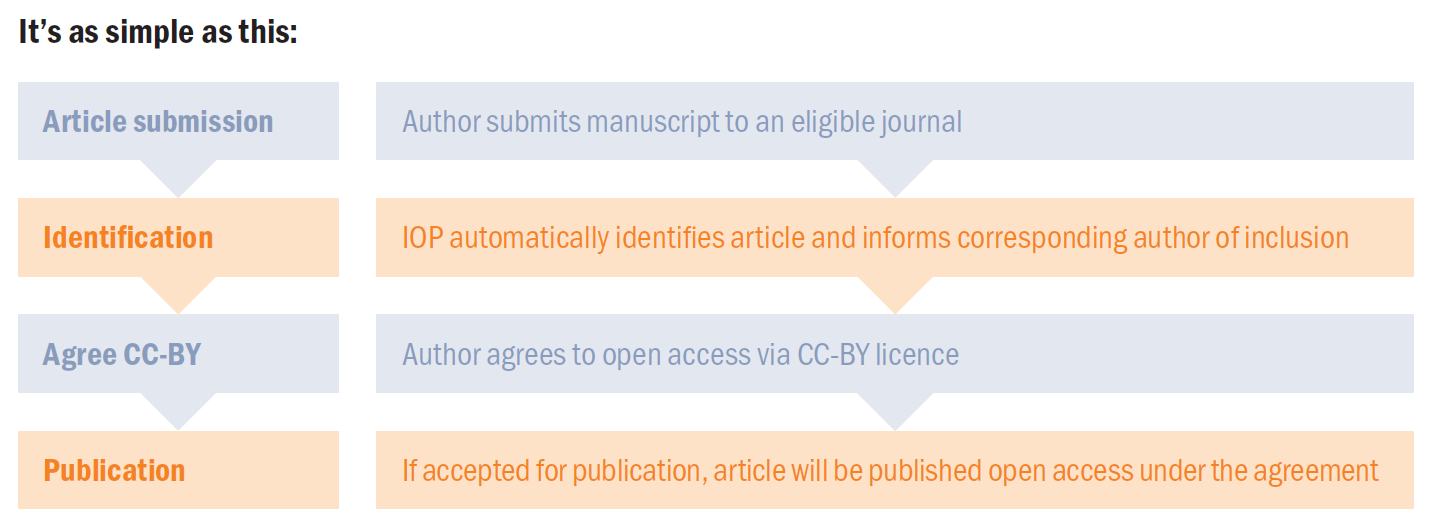 It’s as simple as this:
Article submission
Author submits manuscript to an eligible journal
Identification
IOP automatically identifies article and informs corresponding author of inclusion
Agree CC-BY
Author agrees to open access via CC-BY licence
Publication
If accepted for publication, article will be published open access under the agreement